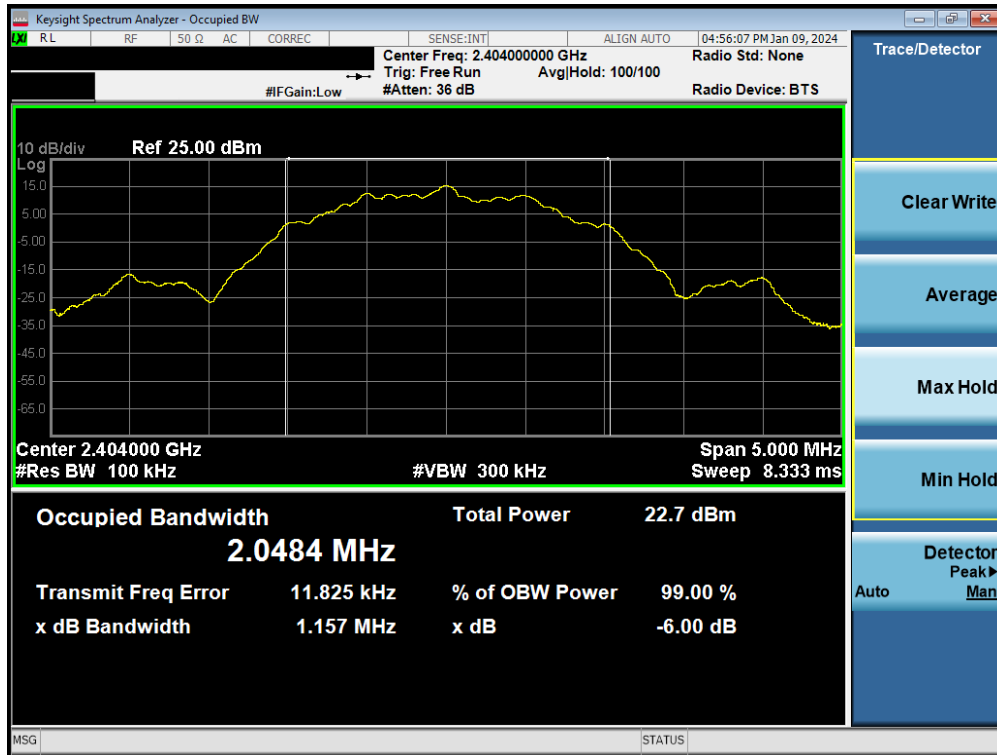 Keysight Spectrum Analyzer - Occupied BW
LXI RL RF 50 Ω AC CORREC SENSE:INT ALIGN AUTO 04:56:07 PM Jan 09, 2024
Center Freq: 2.404000000 GHz Radio Std: None
Trig: Free Run Avg|Hold: 100/100
#IFGain:Low #Atten: 36 dB Radio Device: BTS
10 dB/div Ref 25.00 dBm
Log
15.0
5.00
-5.00
-15.0
-25.0
-35.0
-45.0
-55.0
-65.0
Center 2.404000 GHz Span 5.000 MHz
#Res BW 100 kHz #VBW 300 kHz Sweep 8.333 ms
Occupied Bandwidth Total Power 22.7 dBm
2.0484 MHz
Transmit Freq Error 11.825 kHz % of OBW Power 99.00 %
x dB Bandwidth 1.157 MHz x dB -6.00 dB
MSG STATUS
Trace/Detector
Clear Write
Average
Max Hold
Min Hold
Detector
Peak▶
Auto Man